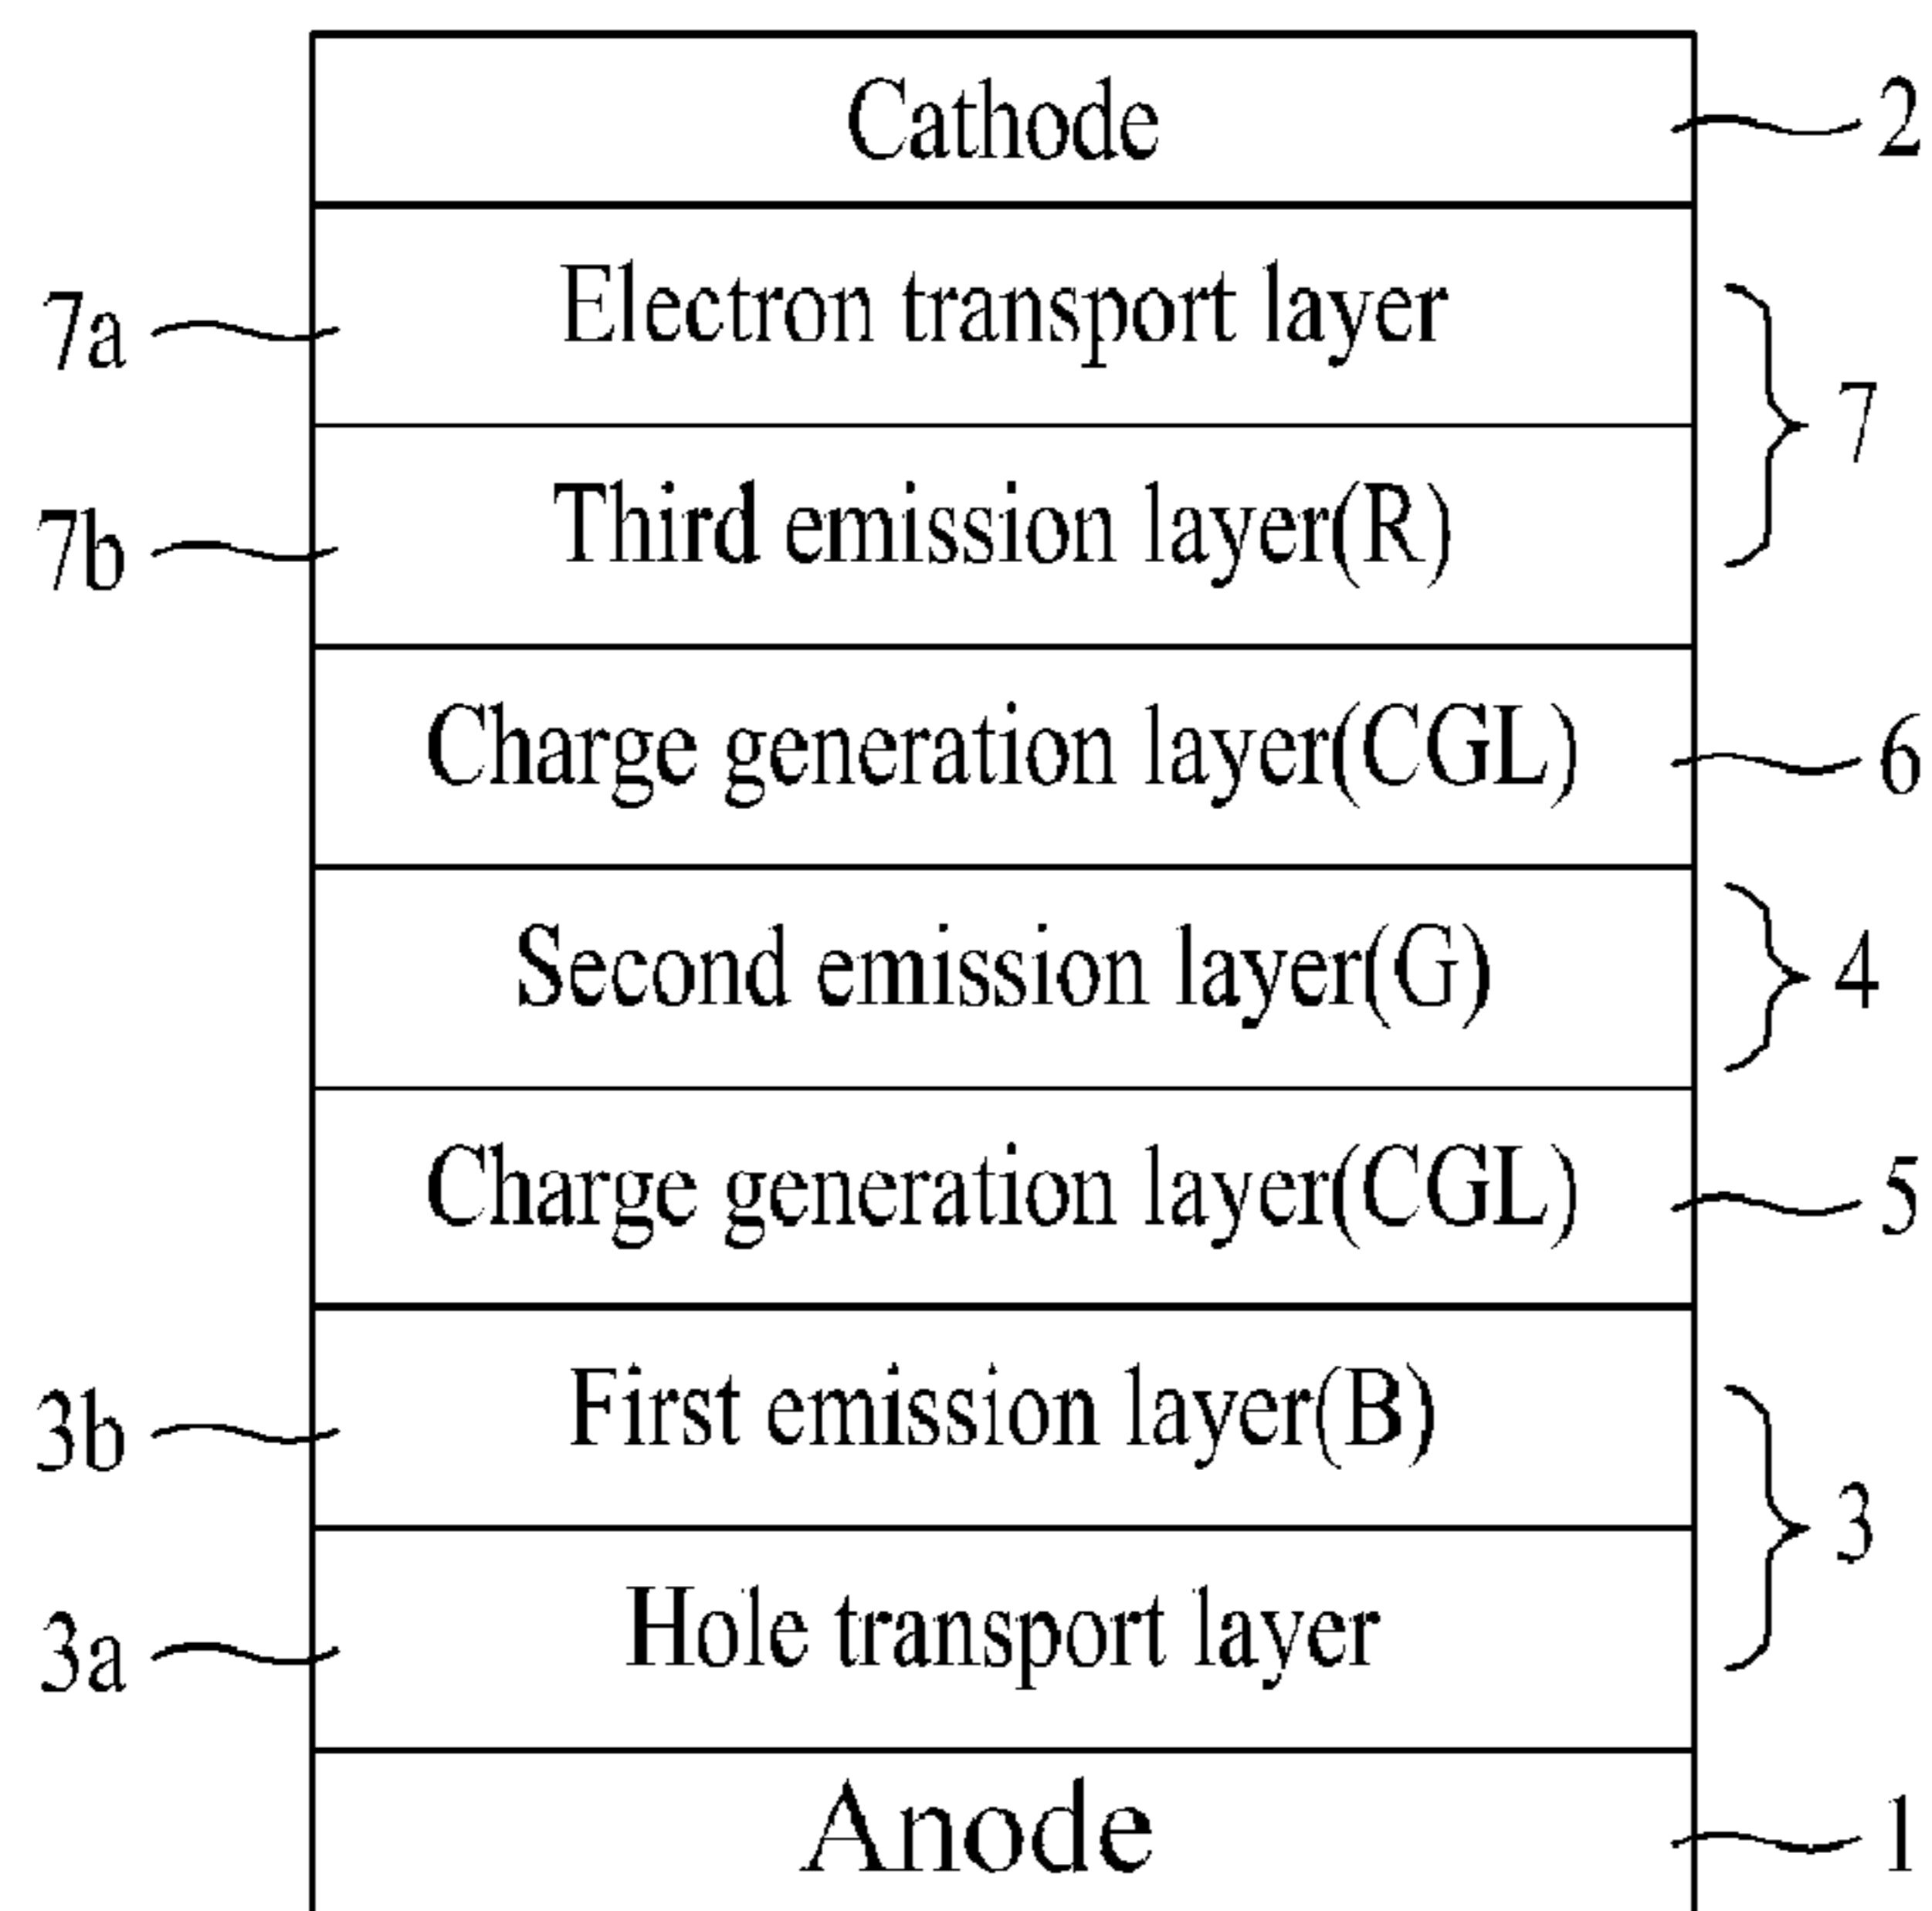 Cathode
2
Electron transport layer
7a
7
Third emission layer(R)
7b
Charge generation layer(CGL)
6
Second emission layer(G)
4
Charge generation layer(CGL)
5
First emission layer(B)
3b
3
Hole transport layer
3a
Anode
1